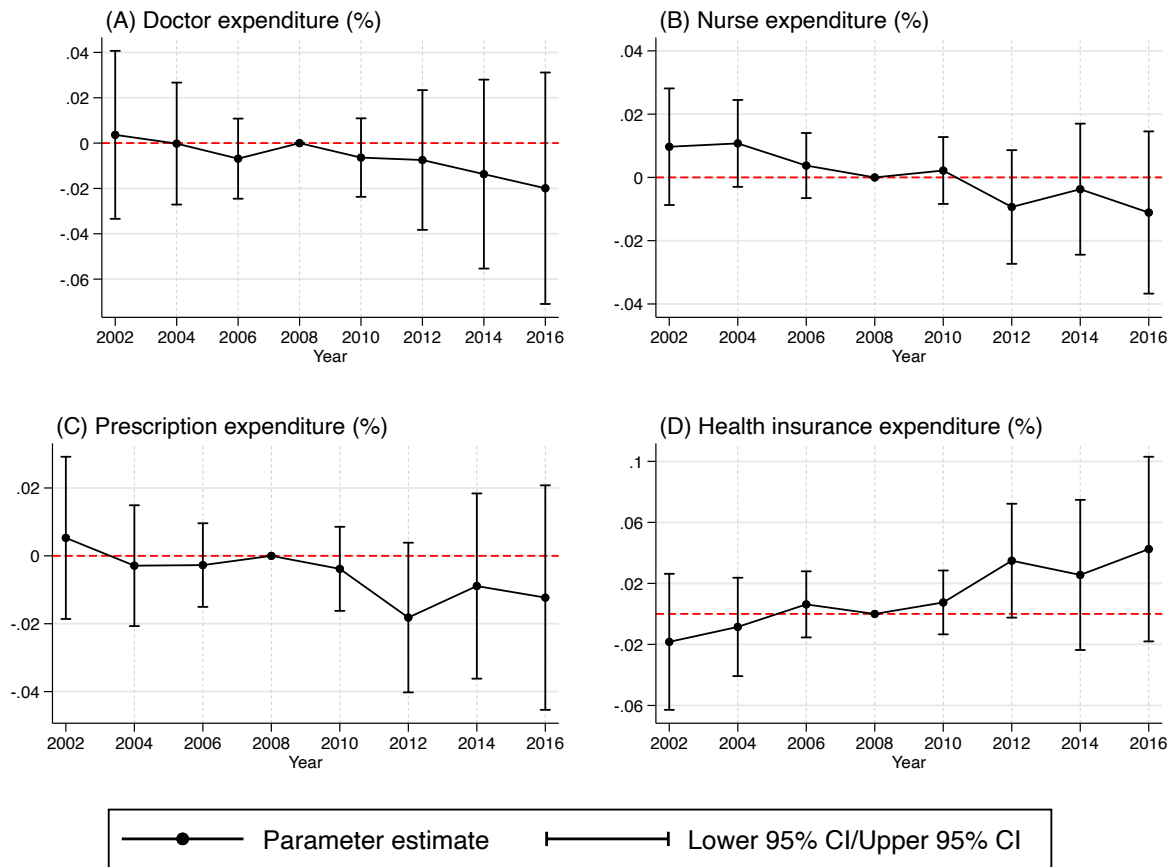 (A) Doctor expenditure (%)
.04
.02
0
-.02
-.04
-.06
2002 2004 2006 2008 2010 2012 2014 2016
Year
(B) Nurse expenditure (%)
.04
.02
0
-.02
-.04
2002 2004 2006 2008 2010 2012 2014 2016
Year
(C) Prescription expenditure (%)
.02
0
-.02
-.04
2002 2004 2006 2008 2010 2012 2014 2016
Year
(D) Health insurance expenditure (%)
.1
.06
.02
-.02
-.06
2002 2004 2006 2008 2010 2012 2014 2016
Year
Parameter estimate Lower 95% CI/Upper 95% CI